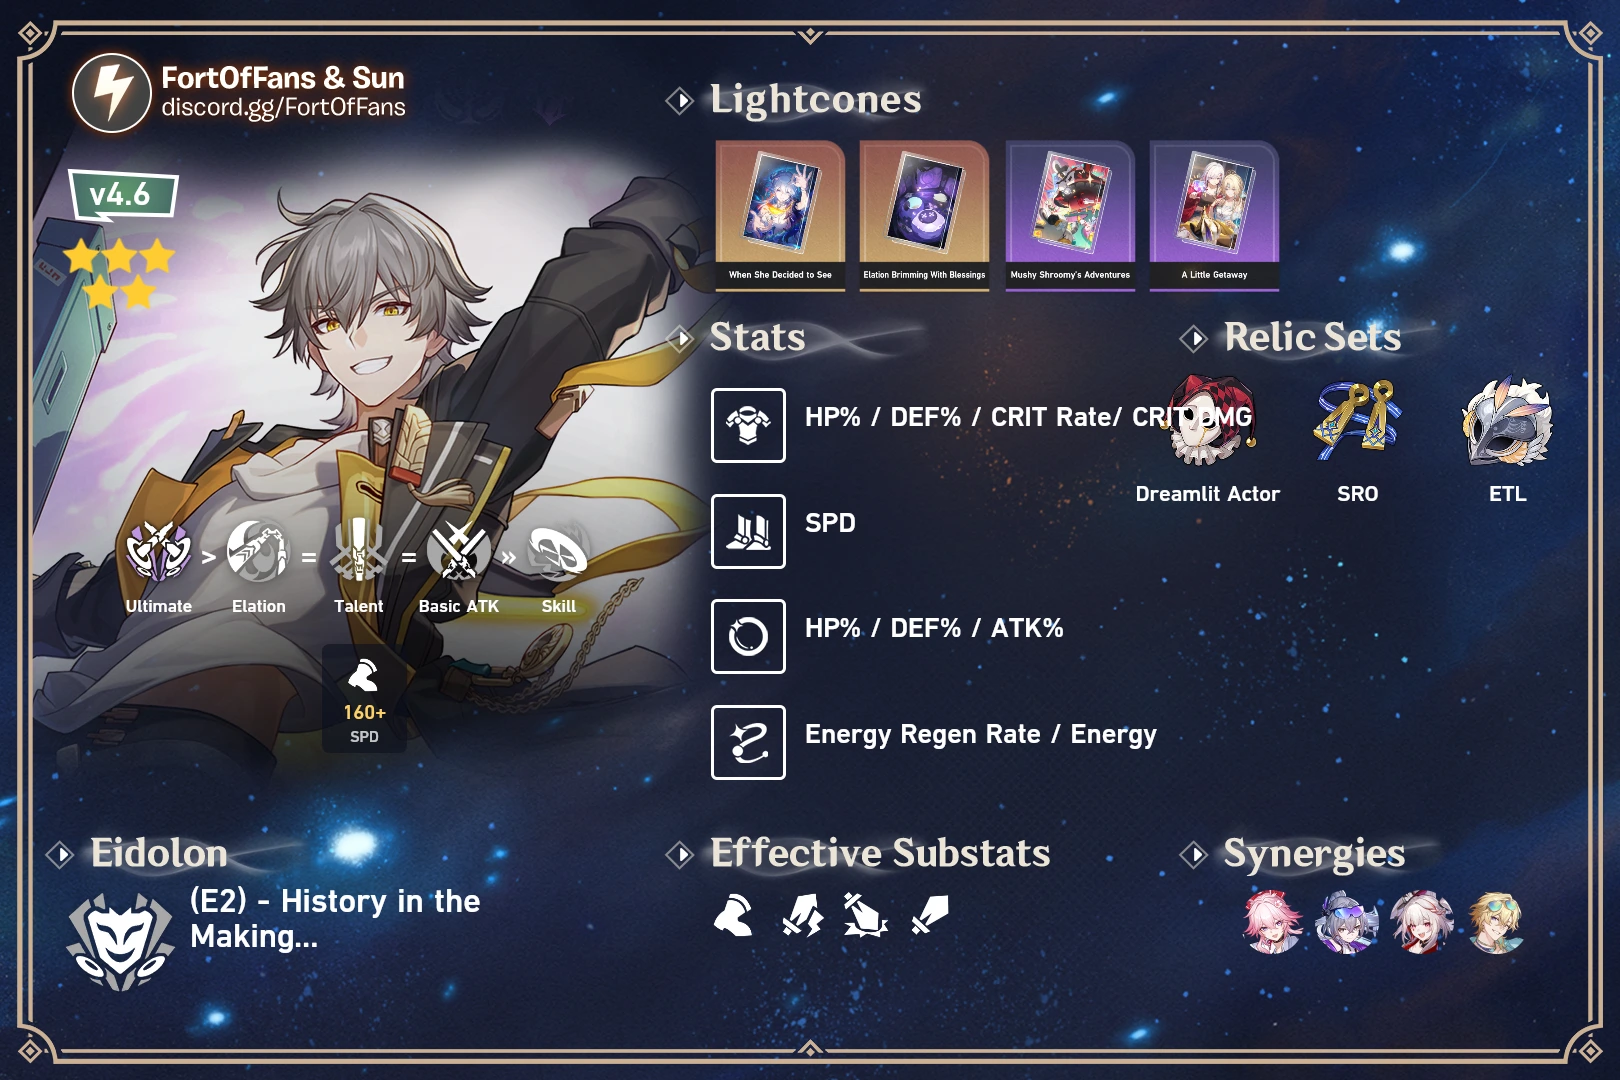 FortOfFans & Sun
discord.gg/FortOfFans
v4.6
Lightcones
When She Decided to See
Elation Brimming With Blessings
Mushy Shroomy's Adventures
A Little Getaway
Stats
HP% / DEF% / CRIT Rate/ CRIT DMG
SPD
HP% / DEF% / ATK%
Energy Regen Rate / Energy
Relic Sets
Dreamlit Actor
SRO
ETL
> = = »
Ultimate
Elation
Talent
Basic ATK
Skill
160+
SPD
Eidolon
(E2) - History in the
Making...
Effective Substats
Synergies